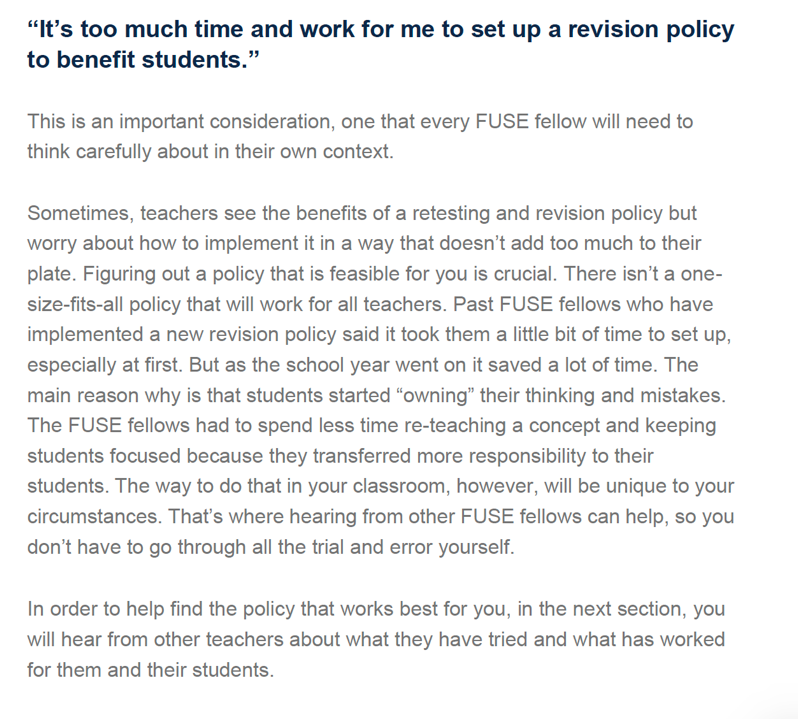 “It’s too much time and work for me to set up a revision policy
to benefit students.”
This is an important consideration, one that every FUSE fellow will need to
think carefully about in their own context.
Sometimes, teachers see the benefits of a retesting and revision policy but
worry about how to implement it in a way that doesn’t add too much to their
plate. Figuring out a policy that is feasible for you is crucial. There isn’t a one-
size-fits-all policy that will work for all teachers. Past FUSE fellows who have
implemented a new revision policy said it took them a little bit of time to set up,
especially at first. But as the school year went on it saved a lot of time. The
main reason why is that students started “owning” their thinking and mistakes.
The FUSE fellows had to spend less time re-teaching a concept and keeping
students focused because they transferred more responsibility to their
students. The way to do that in your classroom, however, will be unique to your
circumstances. That’s where hearing from other FUSE fellows can help, so you
don’t have to go through all the trial and error yourself.
In order to help find the policy that works best for you, in the next section, you
will hear from other teachers about what they have tried and what has worked
for them and their students.